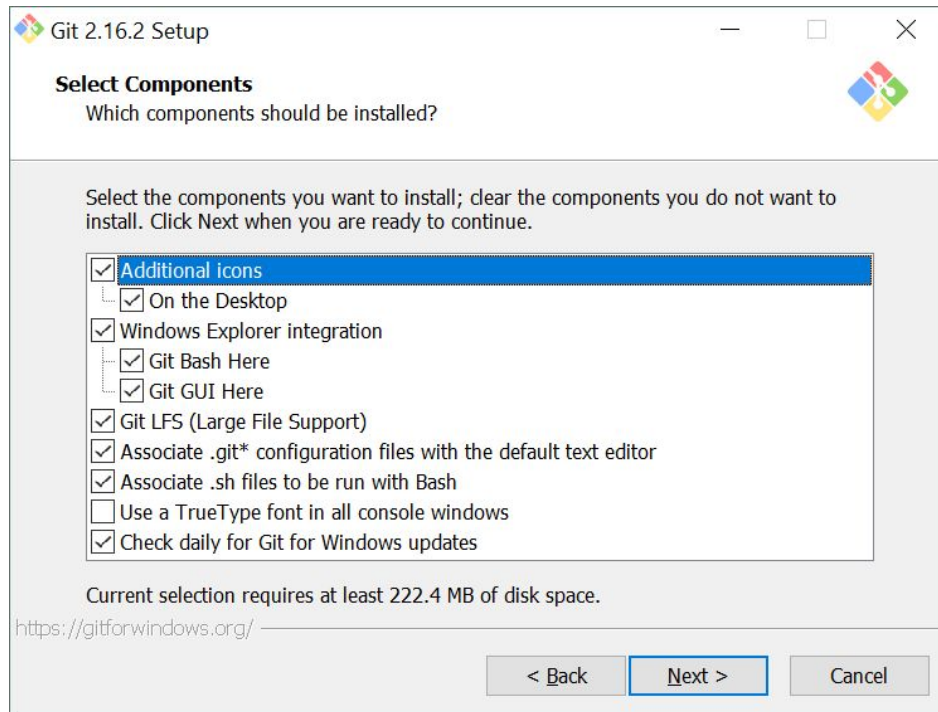 Git 2.16.2 Setup
Select Components
Which components should be installed?
Select the components you want to install; clear the components you do not want to
install. Click Next when you are ready to continue.
Additional icons
On the Desktop
Windows Explorer integration
Git Bash Here
Git GUI Here
Git LFS (Large File Support)
Associate .git* configuration files with the default text editor
Associate .sh files to be run with Bash
Use a TrueType font in all console windows
Check daily for Git for Windows updates
Current selection requires at least 222.4 MB of disk space.
https://gitforwindows.org/
< Back Next > Cancel